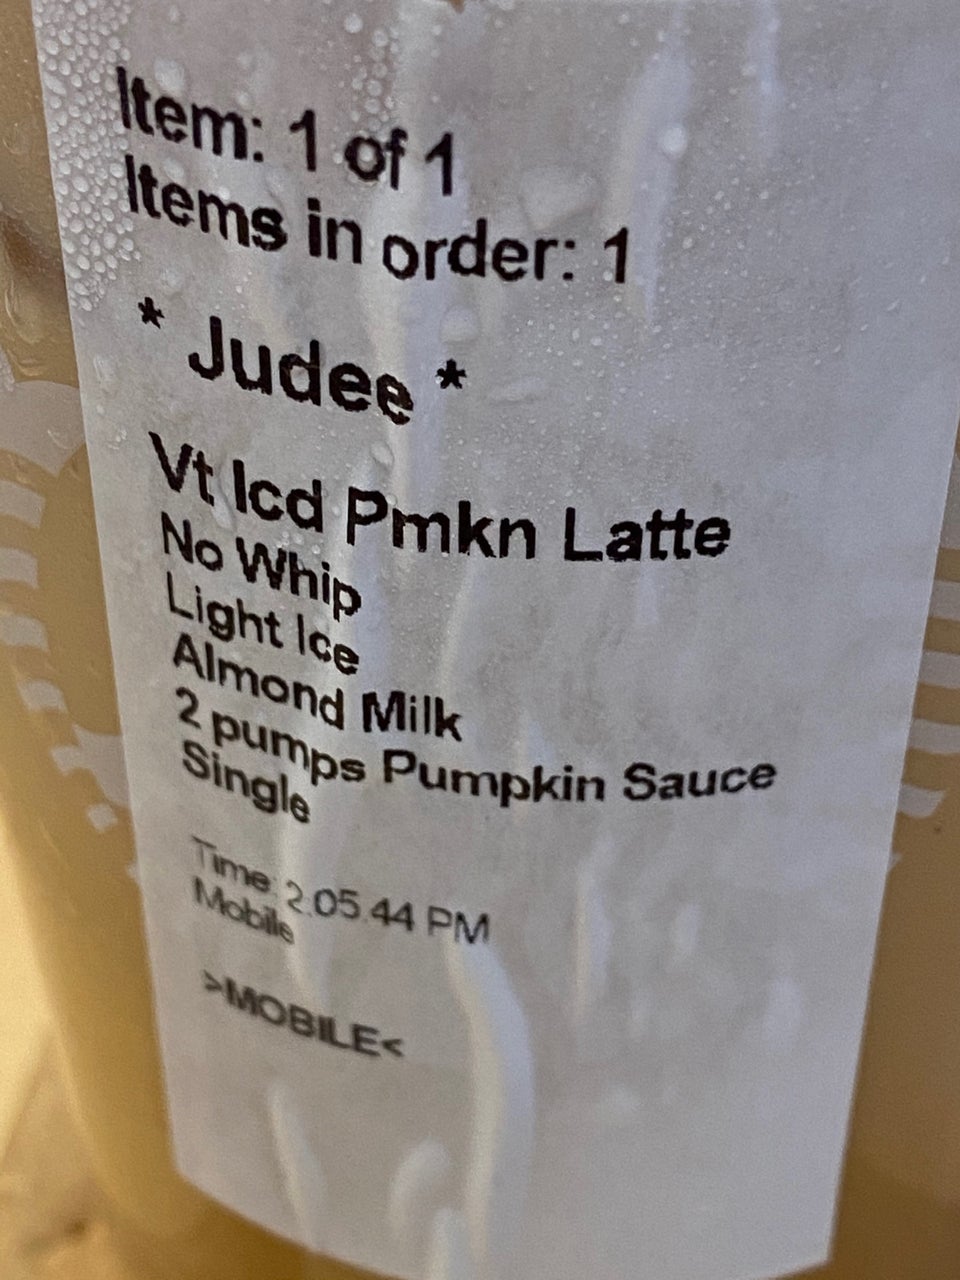 Item: 1 of 1
Items in order: 1
* Judee *
Vt Icd Pmkn Latte
No Whip
Light Ice
Almond Milk
2 pumps Pumpkin Sauce
Single
Time: 2:05:44 PM
Mobile
>MOBILE<